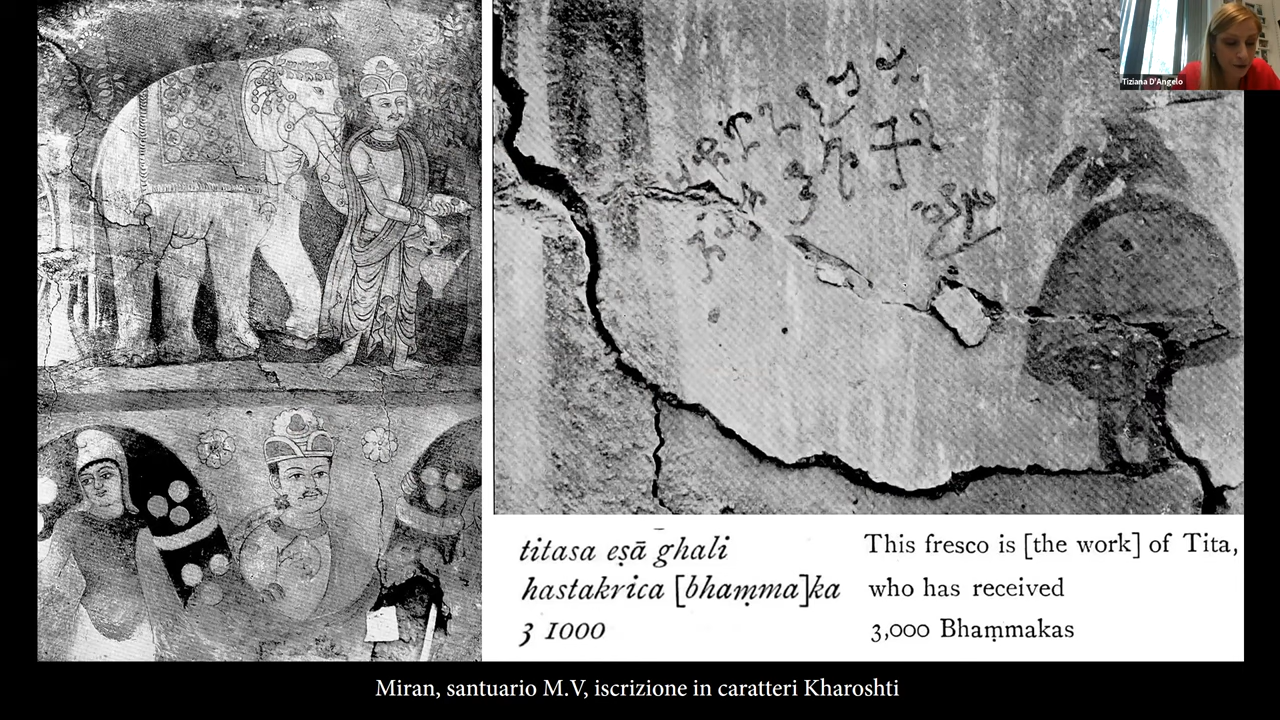 Tiziana D'Angelo
titasa eṣā ghali
hastakrica [bhaṃma]ka
3 1000
This fresco is [the work] of Tita,
who has received
3,000 Bhaṃmakas
Miran, santuario M.V, iscrizione in caratteri Kharoshti